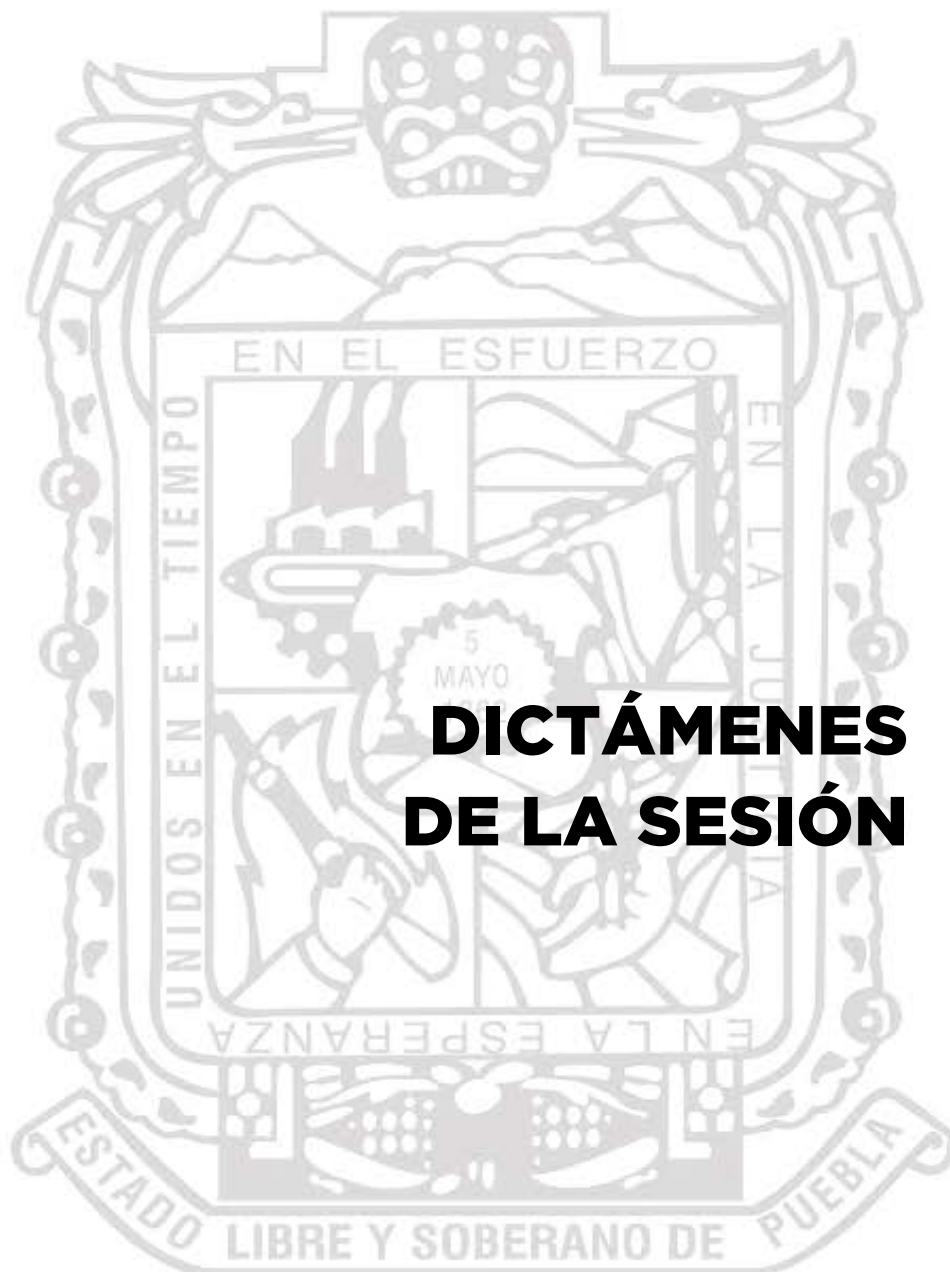 EN EL ESFUERZO
UNIDOS EN EL TIEMPO
EN LA
5
MAYO
DICTÁMENES
DE LA SESIÓN
EN LA ESPERANZA
ESTADO LIBRE Y SOBERANO DE PUEBLA